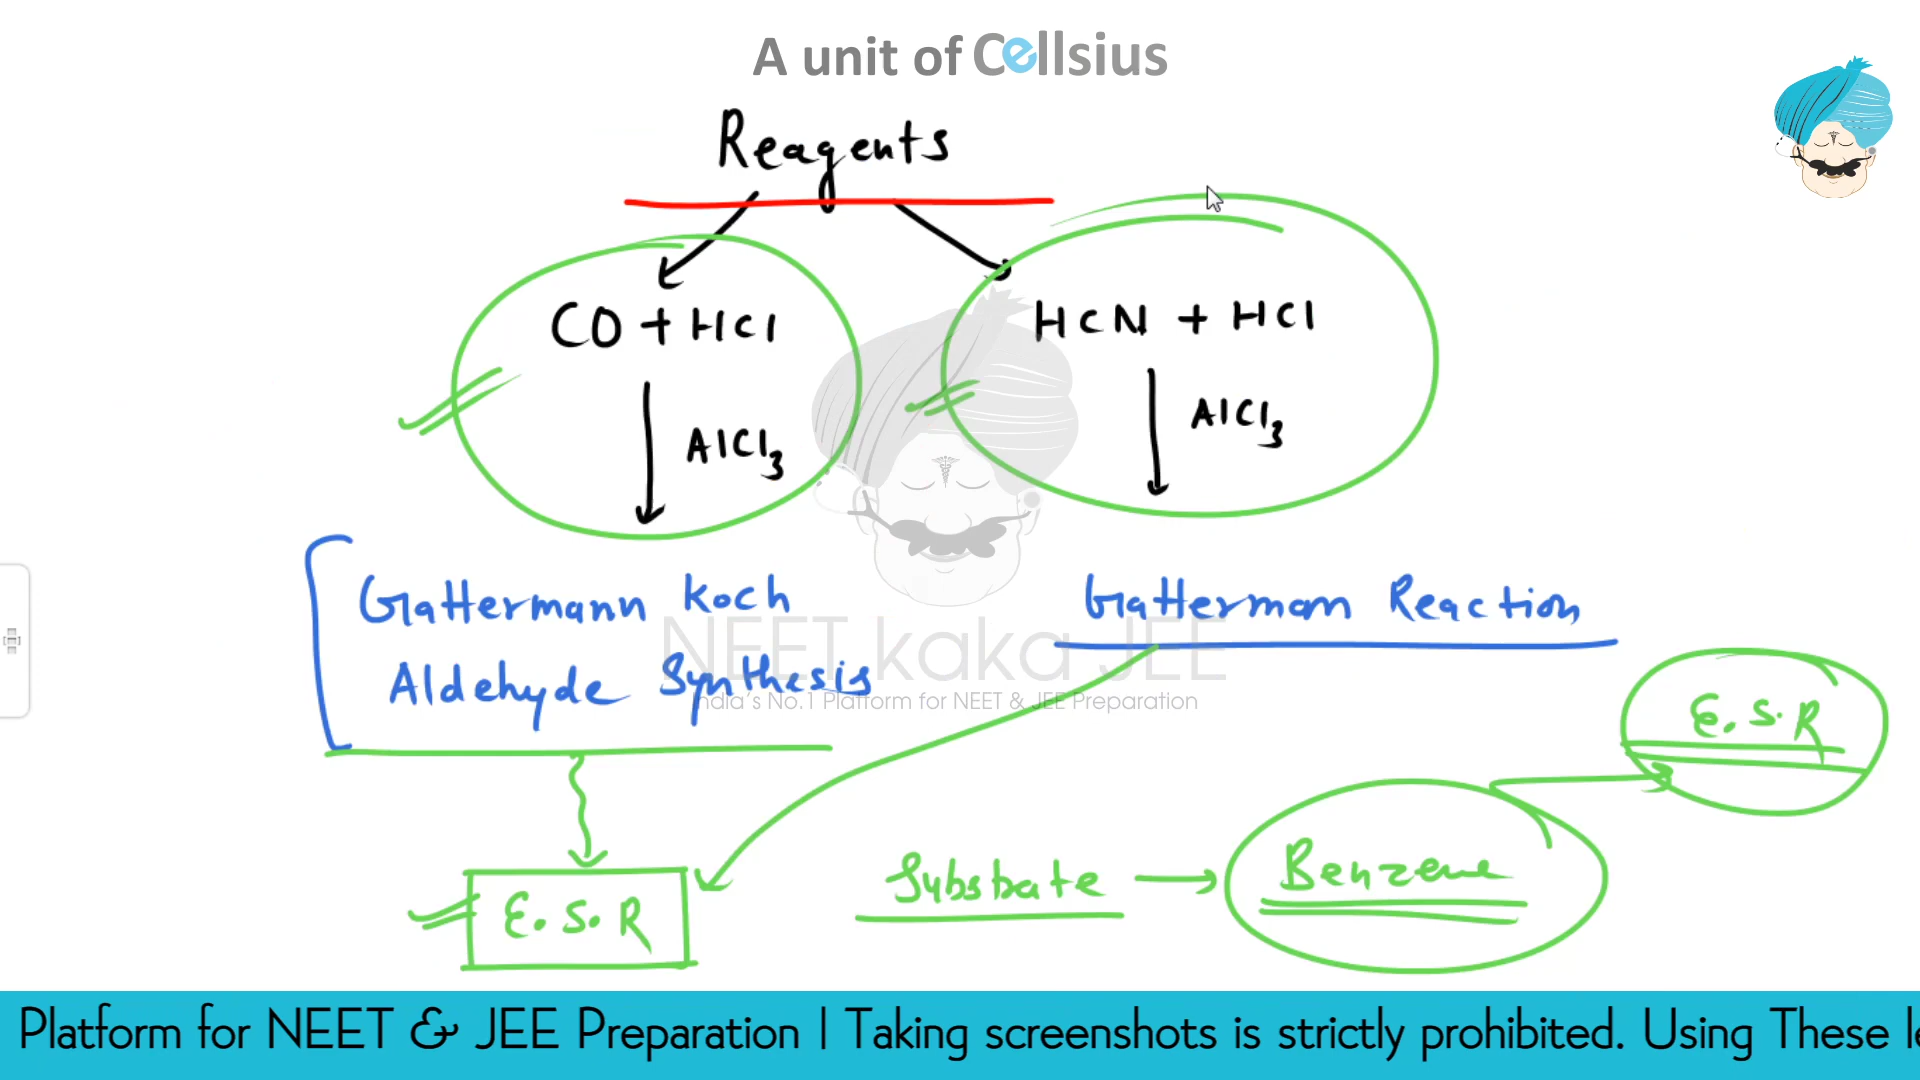 A unit of Cellsius
Reagents
CO + HCl
HCN + HCl
AlCl3
AlCl3
Gattermann Koch
Aldehyde Synthesis
Gatterman Reaction
NEET kaka JEE
India's No.1 Platform for NEET & JEE Preparation
E.S.R
E.S.R
Substrate → Benzene
Platform for NEET & JEE Preparation | Taking screenshots is strictly prohibited. Using These le